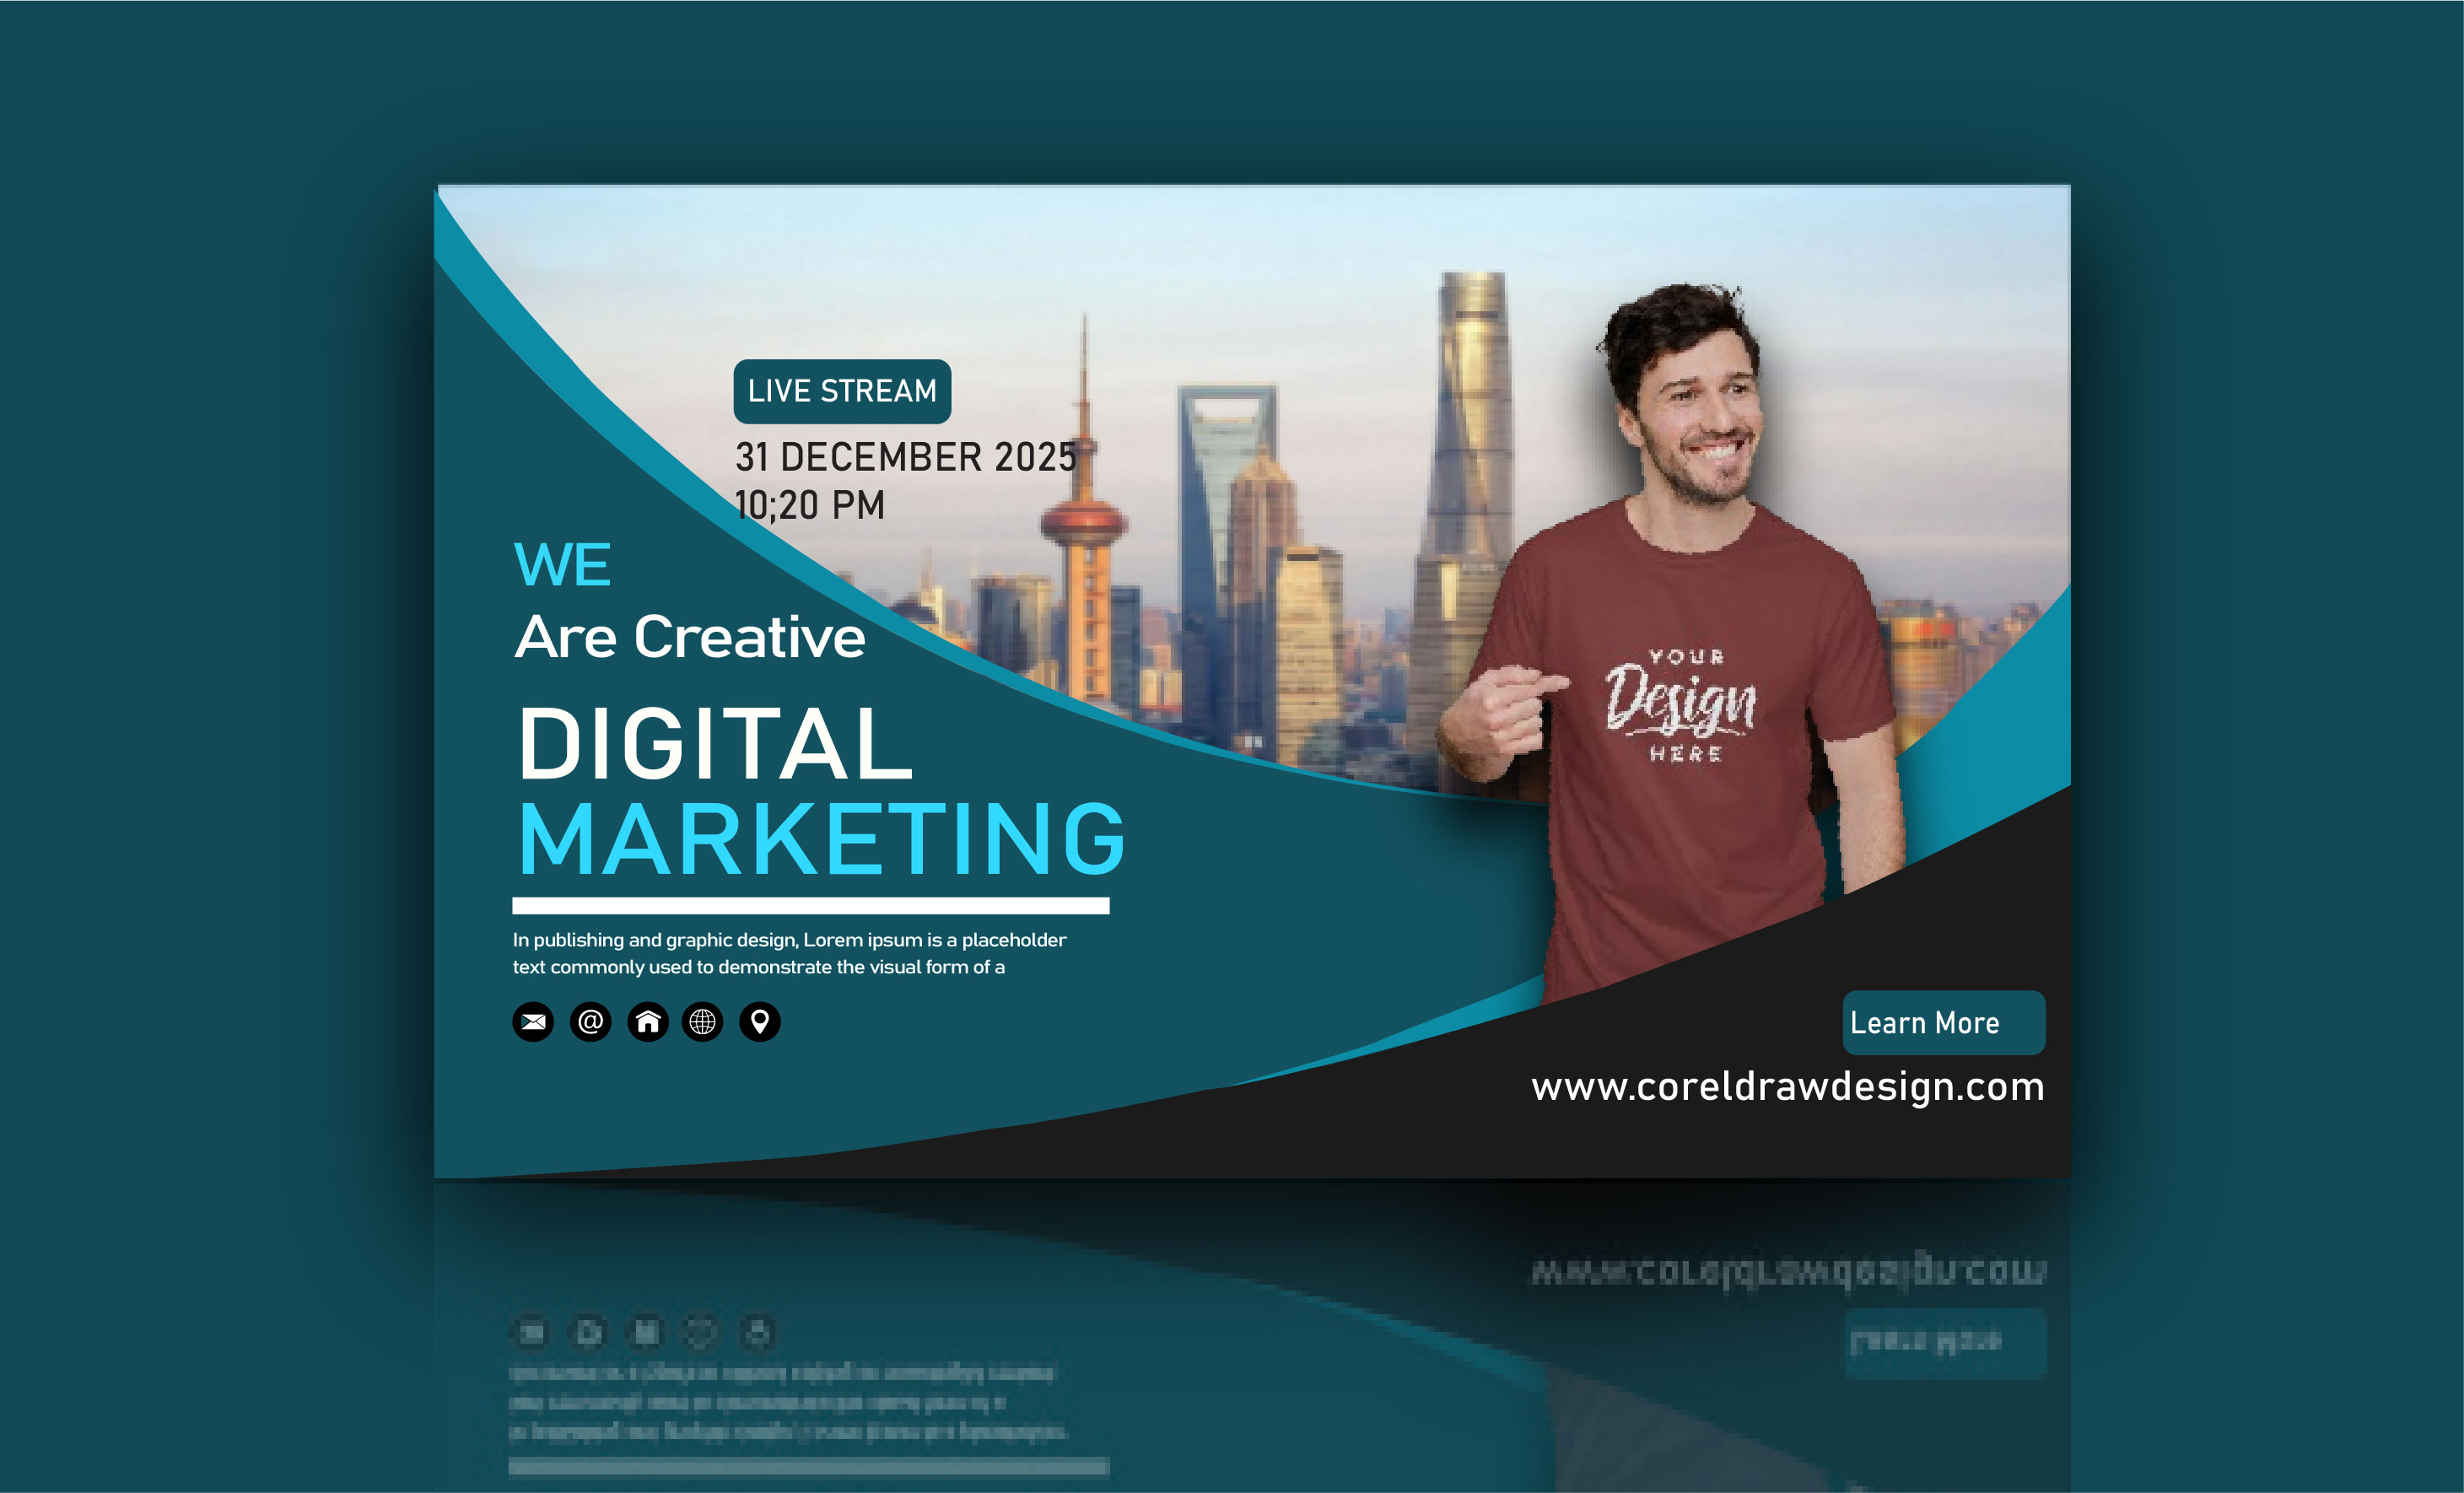 LIVE STREAM
31 DECEMBER 2025
10;20 PM
WE
Are Creative
DIGITAL
MARKETING
In publishing and graphic design, Lorem ipsum is a placeholder
text commonly used to demonstrate the visual form of a
YOUR
Design
HERE
Learn More
www.coreldrawdesign.com